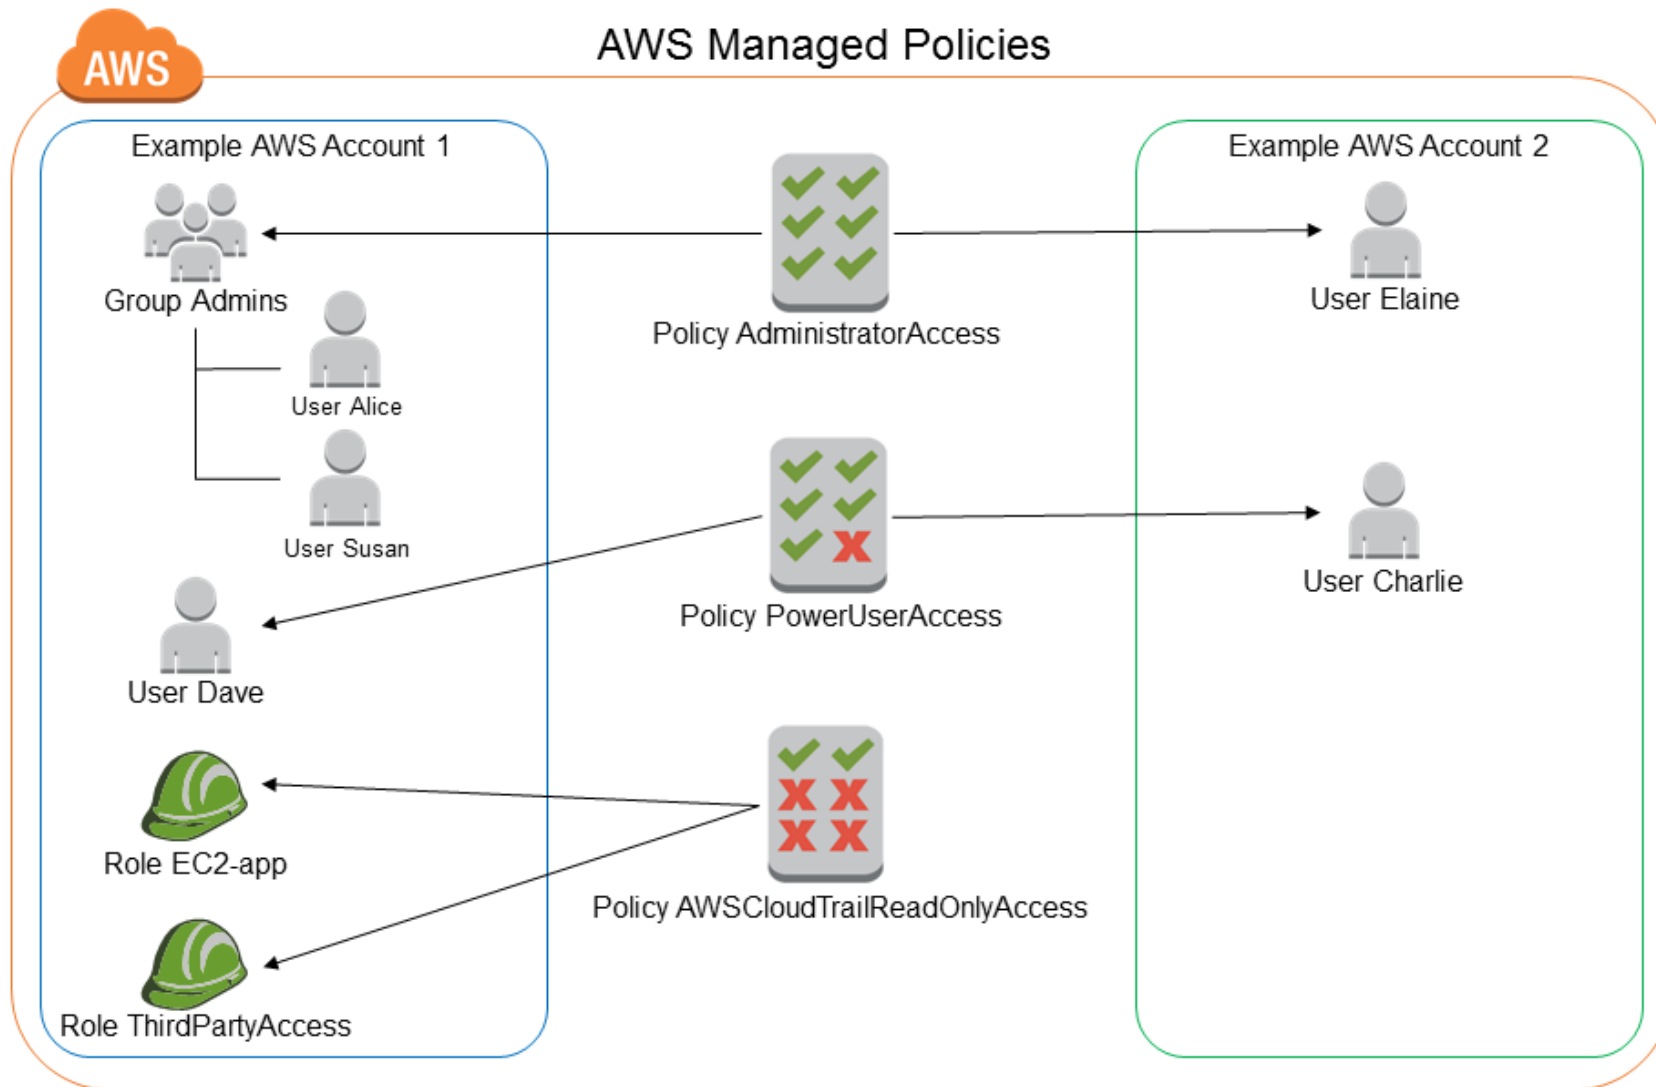 AWS Managed Policies
AWS
Example AWS Account 1
Example AWS Account 2
Group Admins
User Alice
User Susan
User Dave
Role EC2-app
Role ThirdPartyAccess
Policy AdministratorAccess
Policy PowerUserAccess
Policy AWSCloudTrailReadOnlyAccess
User Elaine
User Charlie